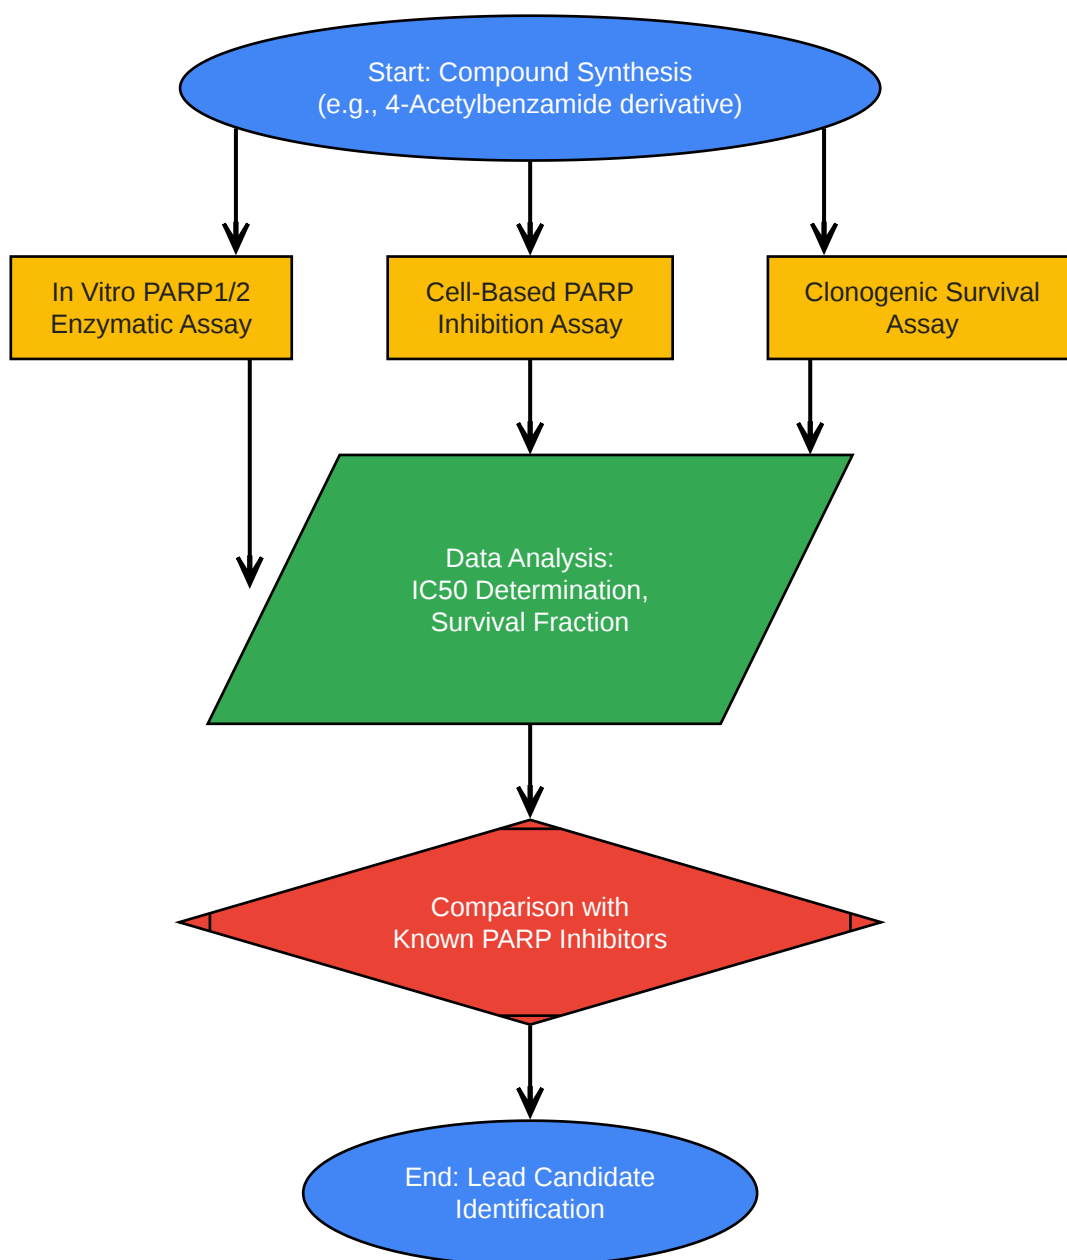 Start: Compound Synthesis
(e.g., 4-Acetylbenzamide derivative)
In Vitro PARP1/2
Enzymatic Assay
Cell-Based PARP
Inhibition Assay
Clonogenic Survival
Assay
Data Analysis:
IC50 Determination,
Survival Fraction
Comparison with
Known PARP Inhibitors
End: Lead Candidate
Identification